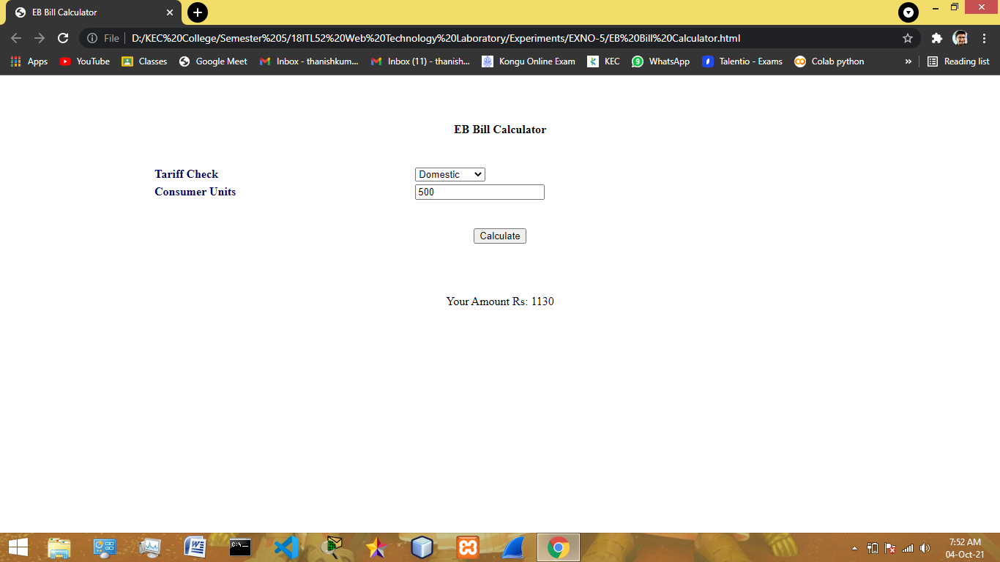 EB Bill Calculator
File D:/KEC%20College/Semester%205/18ITL52%20Web%20Technology%20Laboratory/Experiments/EXNO-5/EB%20Bill%20Calculator.html
Apps YouTube Classes Google Meet Inbox - thanishkum... Inbox (11) - thanish... Kongu Online Exam KEC WhatsApp Talentio - Exams Colab python » Reading list
EB Bill Calculator
Tariff Check Domestic
Consumer Units 500
Calculate
Your Amount Rs: 1130
7:52 AM
04-Oct-21